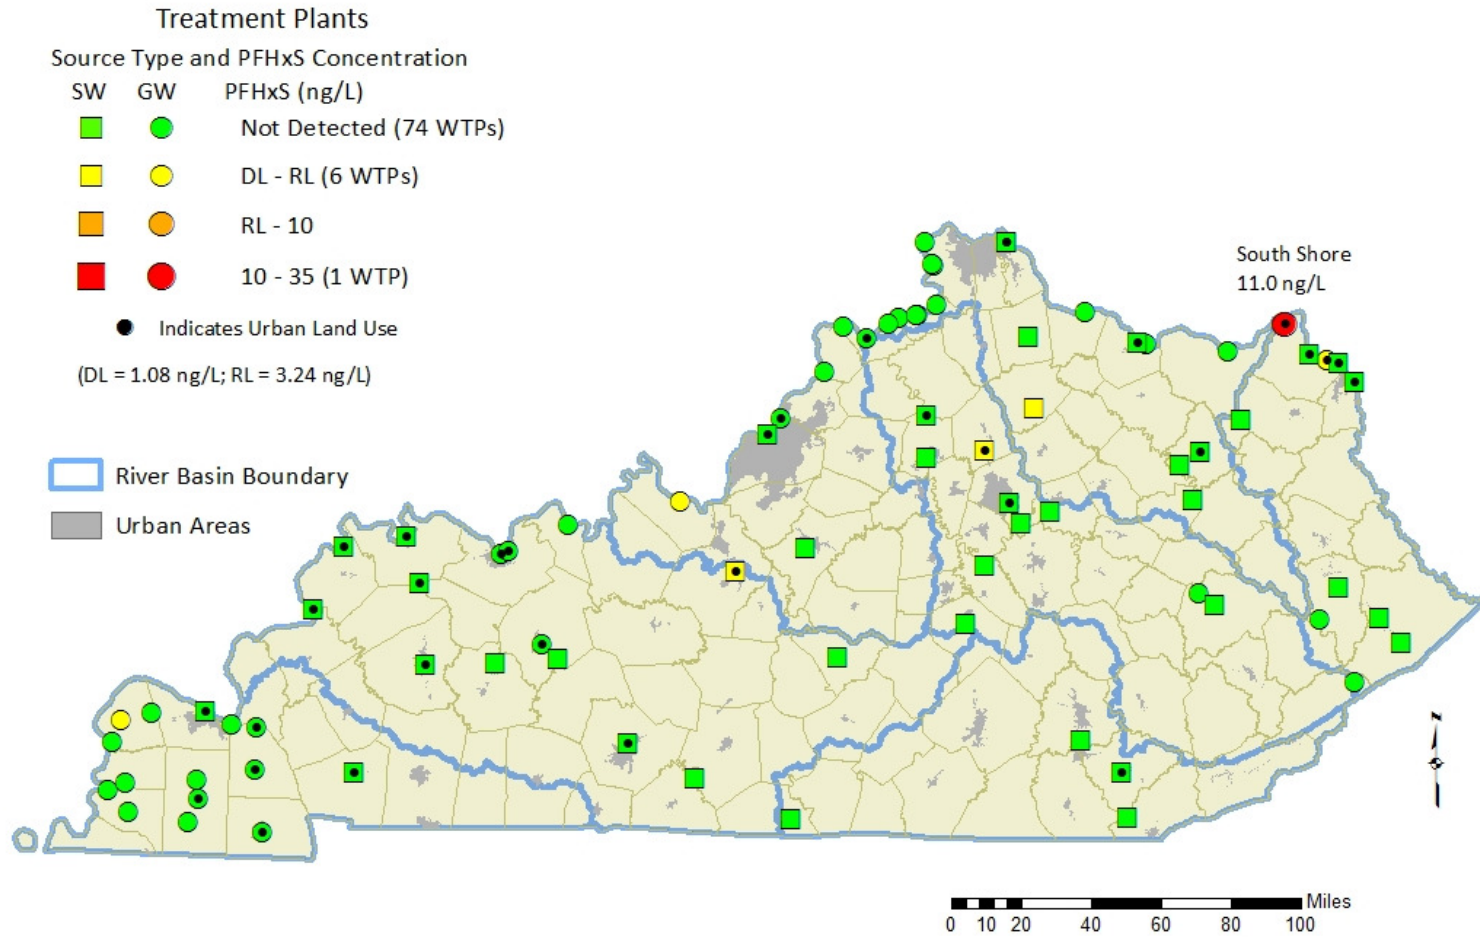 Treatment Plants
Source Type and PFHxS Concentration
SW GW PFHxS (ng/L)
Not Detected (74 WTPs)
DL - RL (6 WTPs)
RL - 10
10 - 35 (1 WTP)
Indicates Urban Land Use
(DL = 1.08 ng/L; RL = 3.24 ng/L)
River Basin Boundary
Urban Areas
South Shore
11.0 ng/L
N
Miles
0 10 20 40 60 80 100